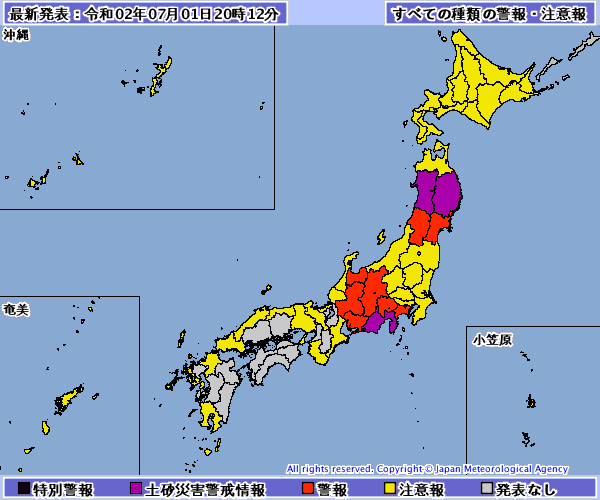 最新発表：令和02年07月01日20時12分
すべての種類の警報・注意報
沖縄
奄美
小笠原
All rights reserved. Copyright © Japan Meteorological Agency
特別警報 土砂災害警戒情報 警報 注意報 発表なし